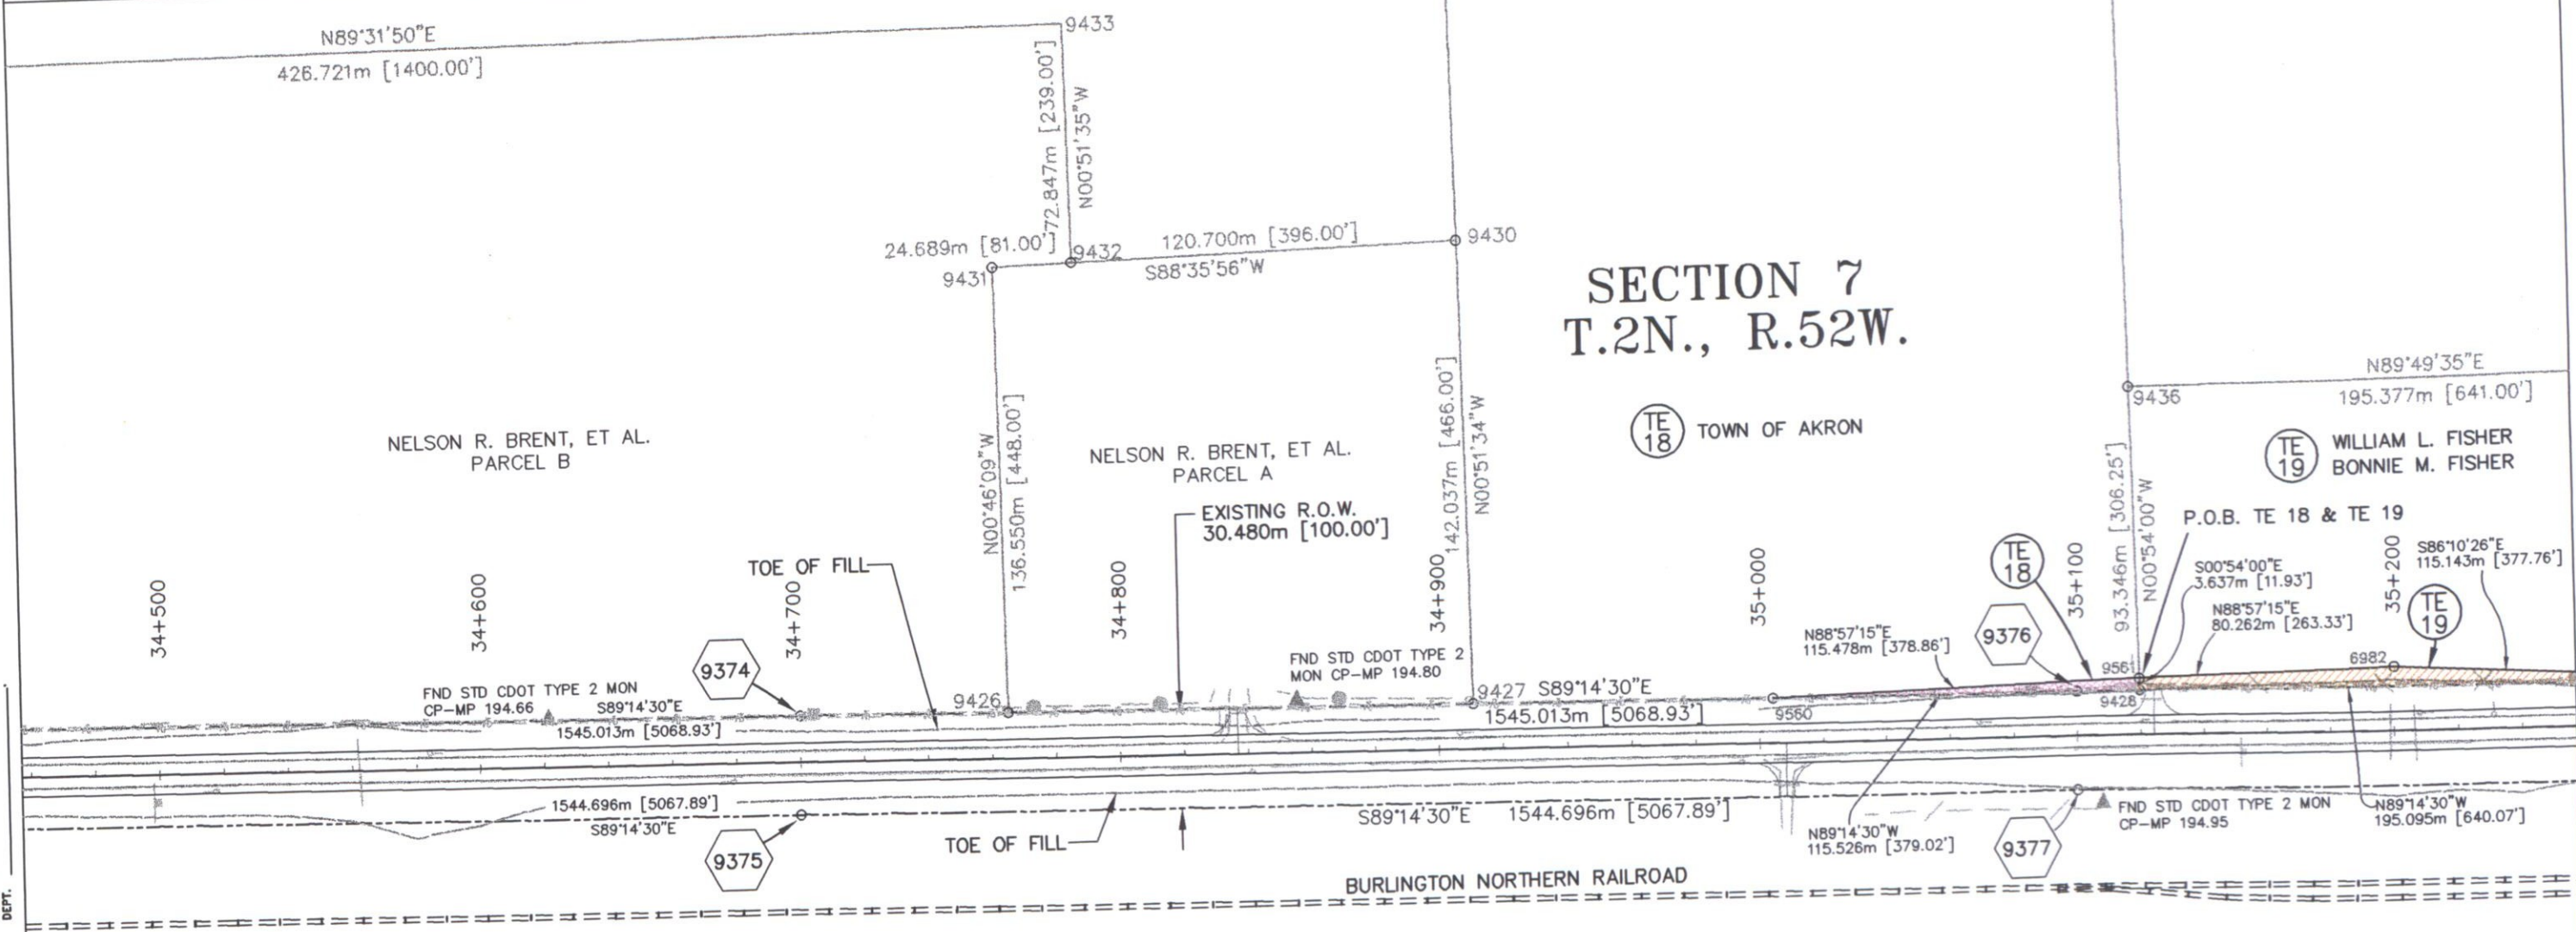 N89°31'50"E
426.721m [1400.00']
9433
72.847m [239.00']
N00°51'35"W
24.689m [81.00']
9432
120.700m [396.00']
9430
9431
S88°35'56"W
SECTION 7
T.2N., R.52W.
N89°49'35"E
9436
195.377m [641.00']
TE
18
TOWN OF AKRON
TE
19
WILLIAM L. FISHER
BONNIE M. FISHER
NELSON R. BRENT, ET AL.
PARCEL B
NELSON R. BRENT, ET AL.
PARCEL A
N00°46'09"W
136.550m [448.00']
142.037m [466.00']
N00°51'34"W
93.346m [306.25']
N00°54'00"W
EXISTING R.O.W.
30.480m [100.00']
P.O.B. TE 18 & TE 19
TOE OF FILL
34+500
34+600
34+700
34+800
34+900
35+000
35+100
35+200
TE
18
S00°54'00"E
3.637m [11.93']
S86°10'26"E
115.143m [377.76']
N88°57'15"E
80.262m [263.33']
TE
19
9374
9376
N88°57'15"E
115.478m [378.86']
FND STD CDOT TYPE 2
MON CP-MP 194.80
9561
6982
FND STD CDOT TYPE 2 MON
CP-MP 194.66
S89°14'30"E
1545.013m [5068.93']
9426
9427
S89°14'30"E
1545.013m [5068.93']
9560
9428
1544.696m [5067.89']
S89°14'30"E
S89°14'30"E
1544.696m [5067.89']
FND STD CDOT TYPE 2 MON
CP-MP 194.95
N89°14'30"W
195.095m [640.07']
N89°14'30"W
115.526m [379.02']
9375
TOE OF FILL
9377
BURLINGTON NORTHERN RAILROAD
DEPT.